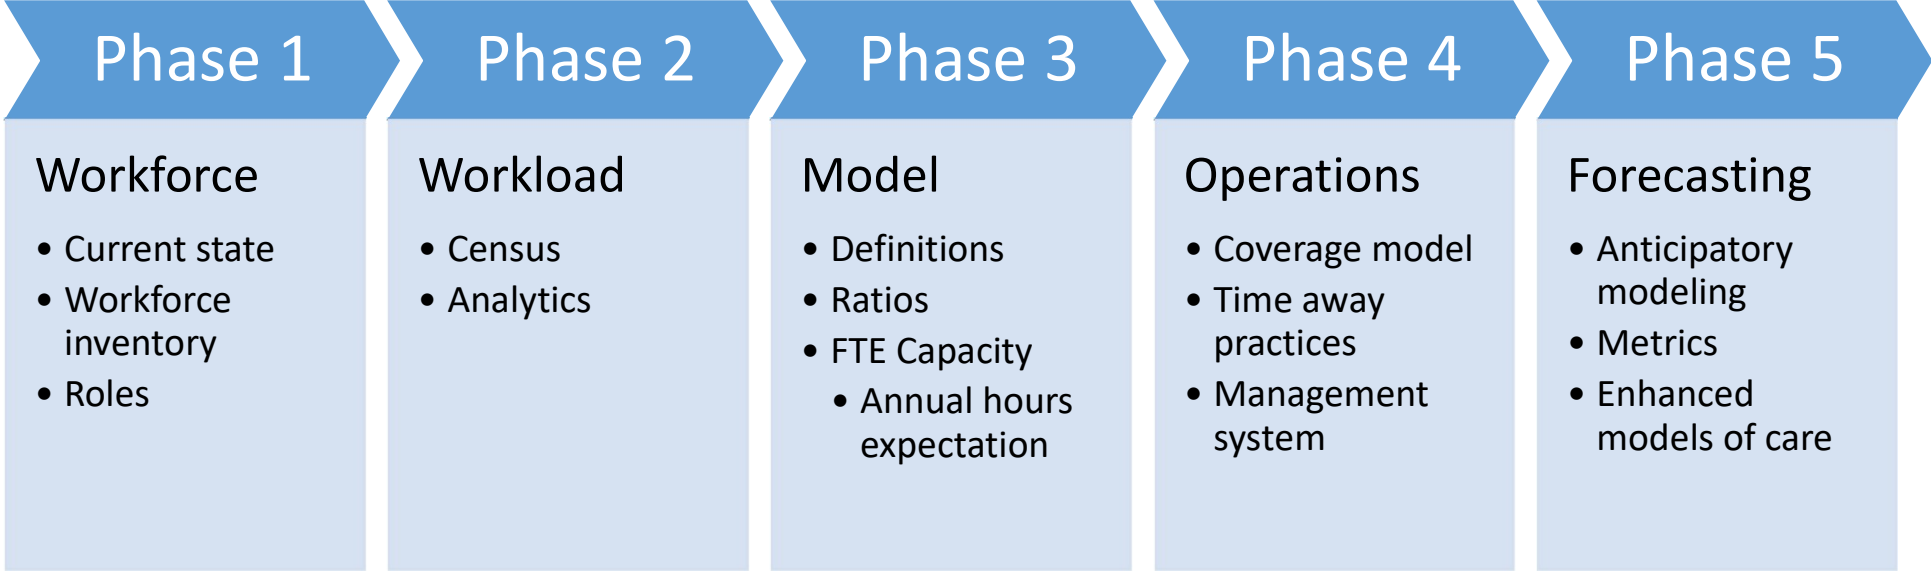 Phase 1
Workforce
• Current state
• Workforce
inventory
• Roles
Phase 2
Workload
• Census
• Analytics
Phase 3
Model
• Definitions
• Ratios
• FTE Capacity
• Annual hours
expectation
Phase 4
Operations
• Coverage model
• Time away
practices
• Management
system
Phase 5
Forecasting
• Anticipatory
modeling
• Metrics
• Enhanced
models of care